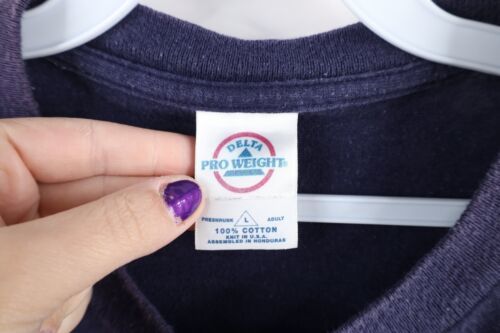 DELTA
PRO WEIGHT
PRESHRUNK L ADULT
100% COTTON
KNIT IN U.S.A.
ASSEMBLED IN HONDURAS